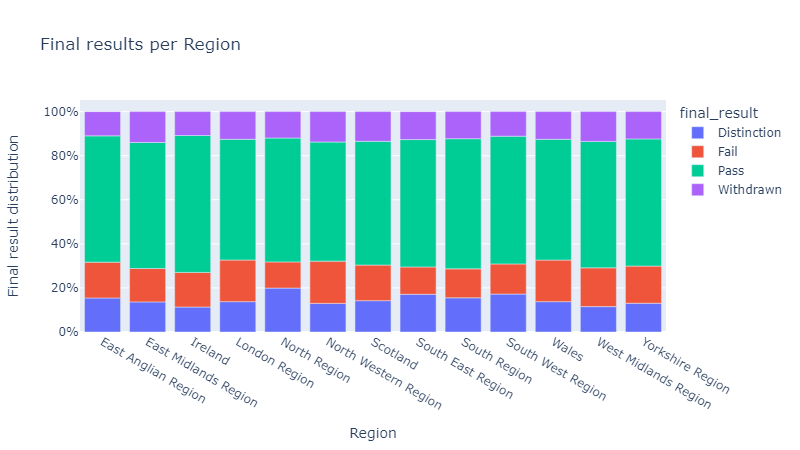 Final results per Region
final_result
Distinction
Fail
Pass
Withdrawn
Final result distribution
100%
80%
60%
40%
20%
0%
East Anglian Region
East Midlands Region
Ireland
London Region
North Region
North Western Region
Scotland
South East Region
South Region
South West Region
Wales
West Midlands Region
Yorkshire Region
Region